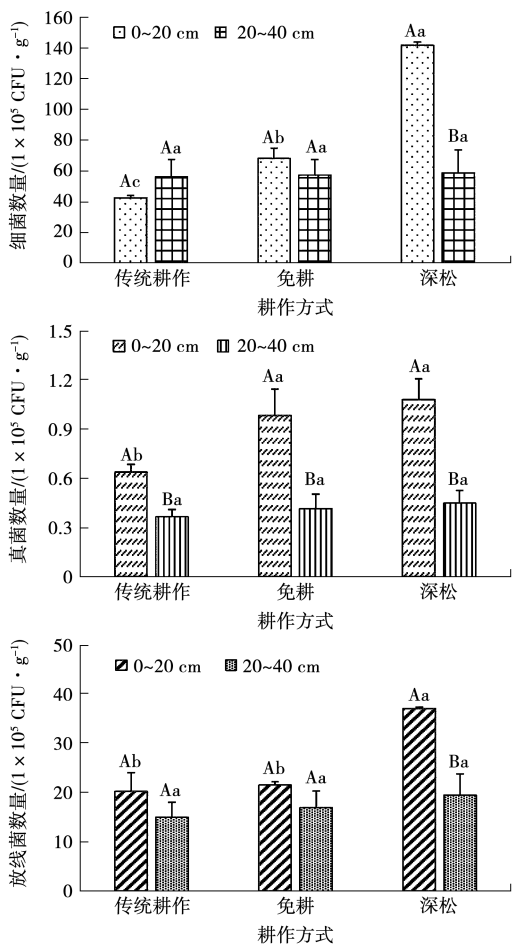 细菌数量/(1×10⁵ CFU·g⁻¹)
160
140
120
100
80
60
40
20
0
0~20 cm 20~40 cm
Ac Aa Ab Aa Aa Ba
传统耕作 免耕 深松
耕作方式
真菌数量/(1×10⁵ CFU·g⁻¹)
1.5
1.2
0.9
0.6
0.3
0
0~20 cm 20~40 cm
Ab Ba Aa Ba Aa Ba
传统耕作 免耕 深松
耕作方式
放线菌数量/(1×10⁵ CFU·g⁻¹)
50
40
30
20
10
0
0~20 cm 20~40 cm
Ab Aa Ab Aa Aa Ba
传统耕作 免耕 深松
耕作方式